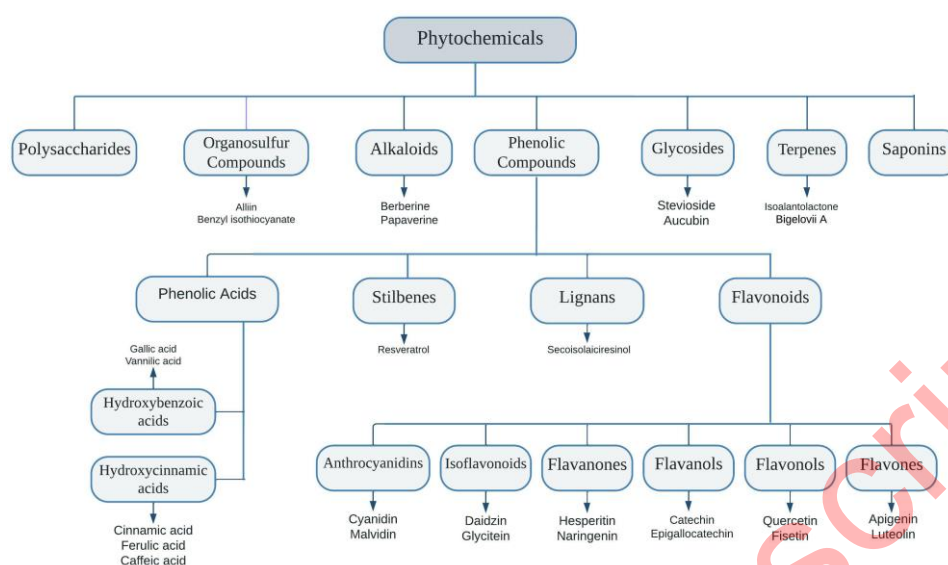 Phytochemicals
Polysaccharides
Organosulfur
Compounds
Alkaloids
Phenolic
Compounds
Glycosides
Terpenes
Saponins
Alliin
Benzyl isothiocyanate
Berberine
Papaverine
Stevioside
Aucubin
Isoalantolactone
Bigelovii A
Phenolic Acids
Stilbenes
Lignans
Flavonoids
Resveratrol
Secoisolaiciresinol
Gallic acid
Vannilic acid
Hydroxybenzoic
acids
Hydroxycinnamic
acids
Cinnamic acid
Ferulic acid
Caffeic acid
Anthrocyanidins
Isoflavonoids
Flavanones
Flavanols
Flavonols
Flavones
Cyanidin
Malvidin
Daidzin
Glycitein
Hesperitin
Naringenin
Catechin
Epigallocatechin
Quercetin
Fisetin
Apigenin
Luteolin
scri